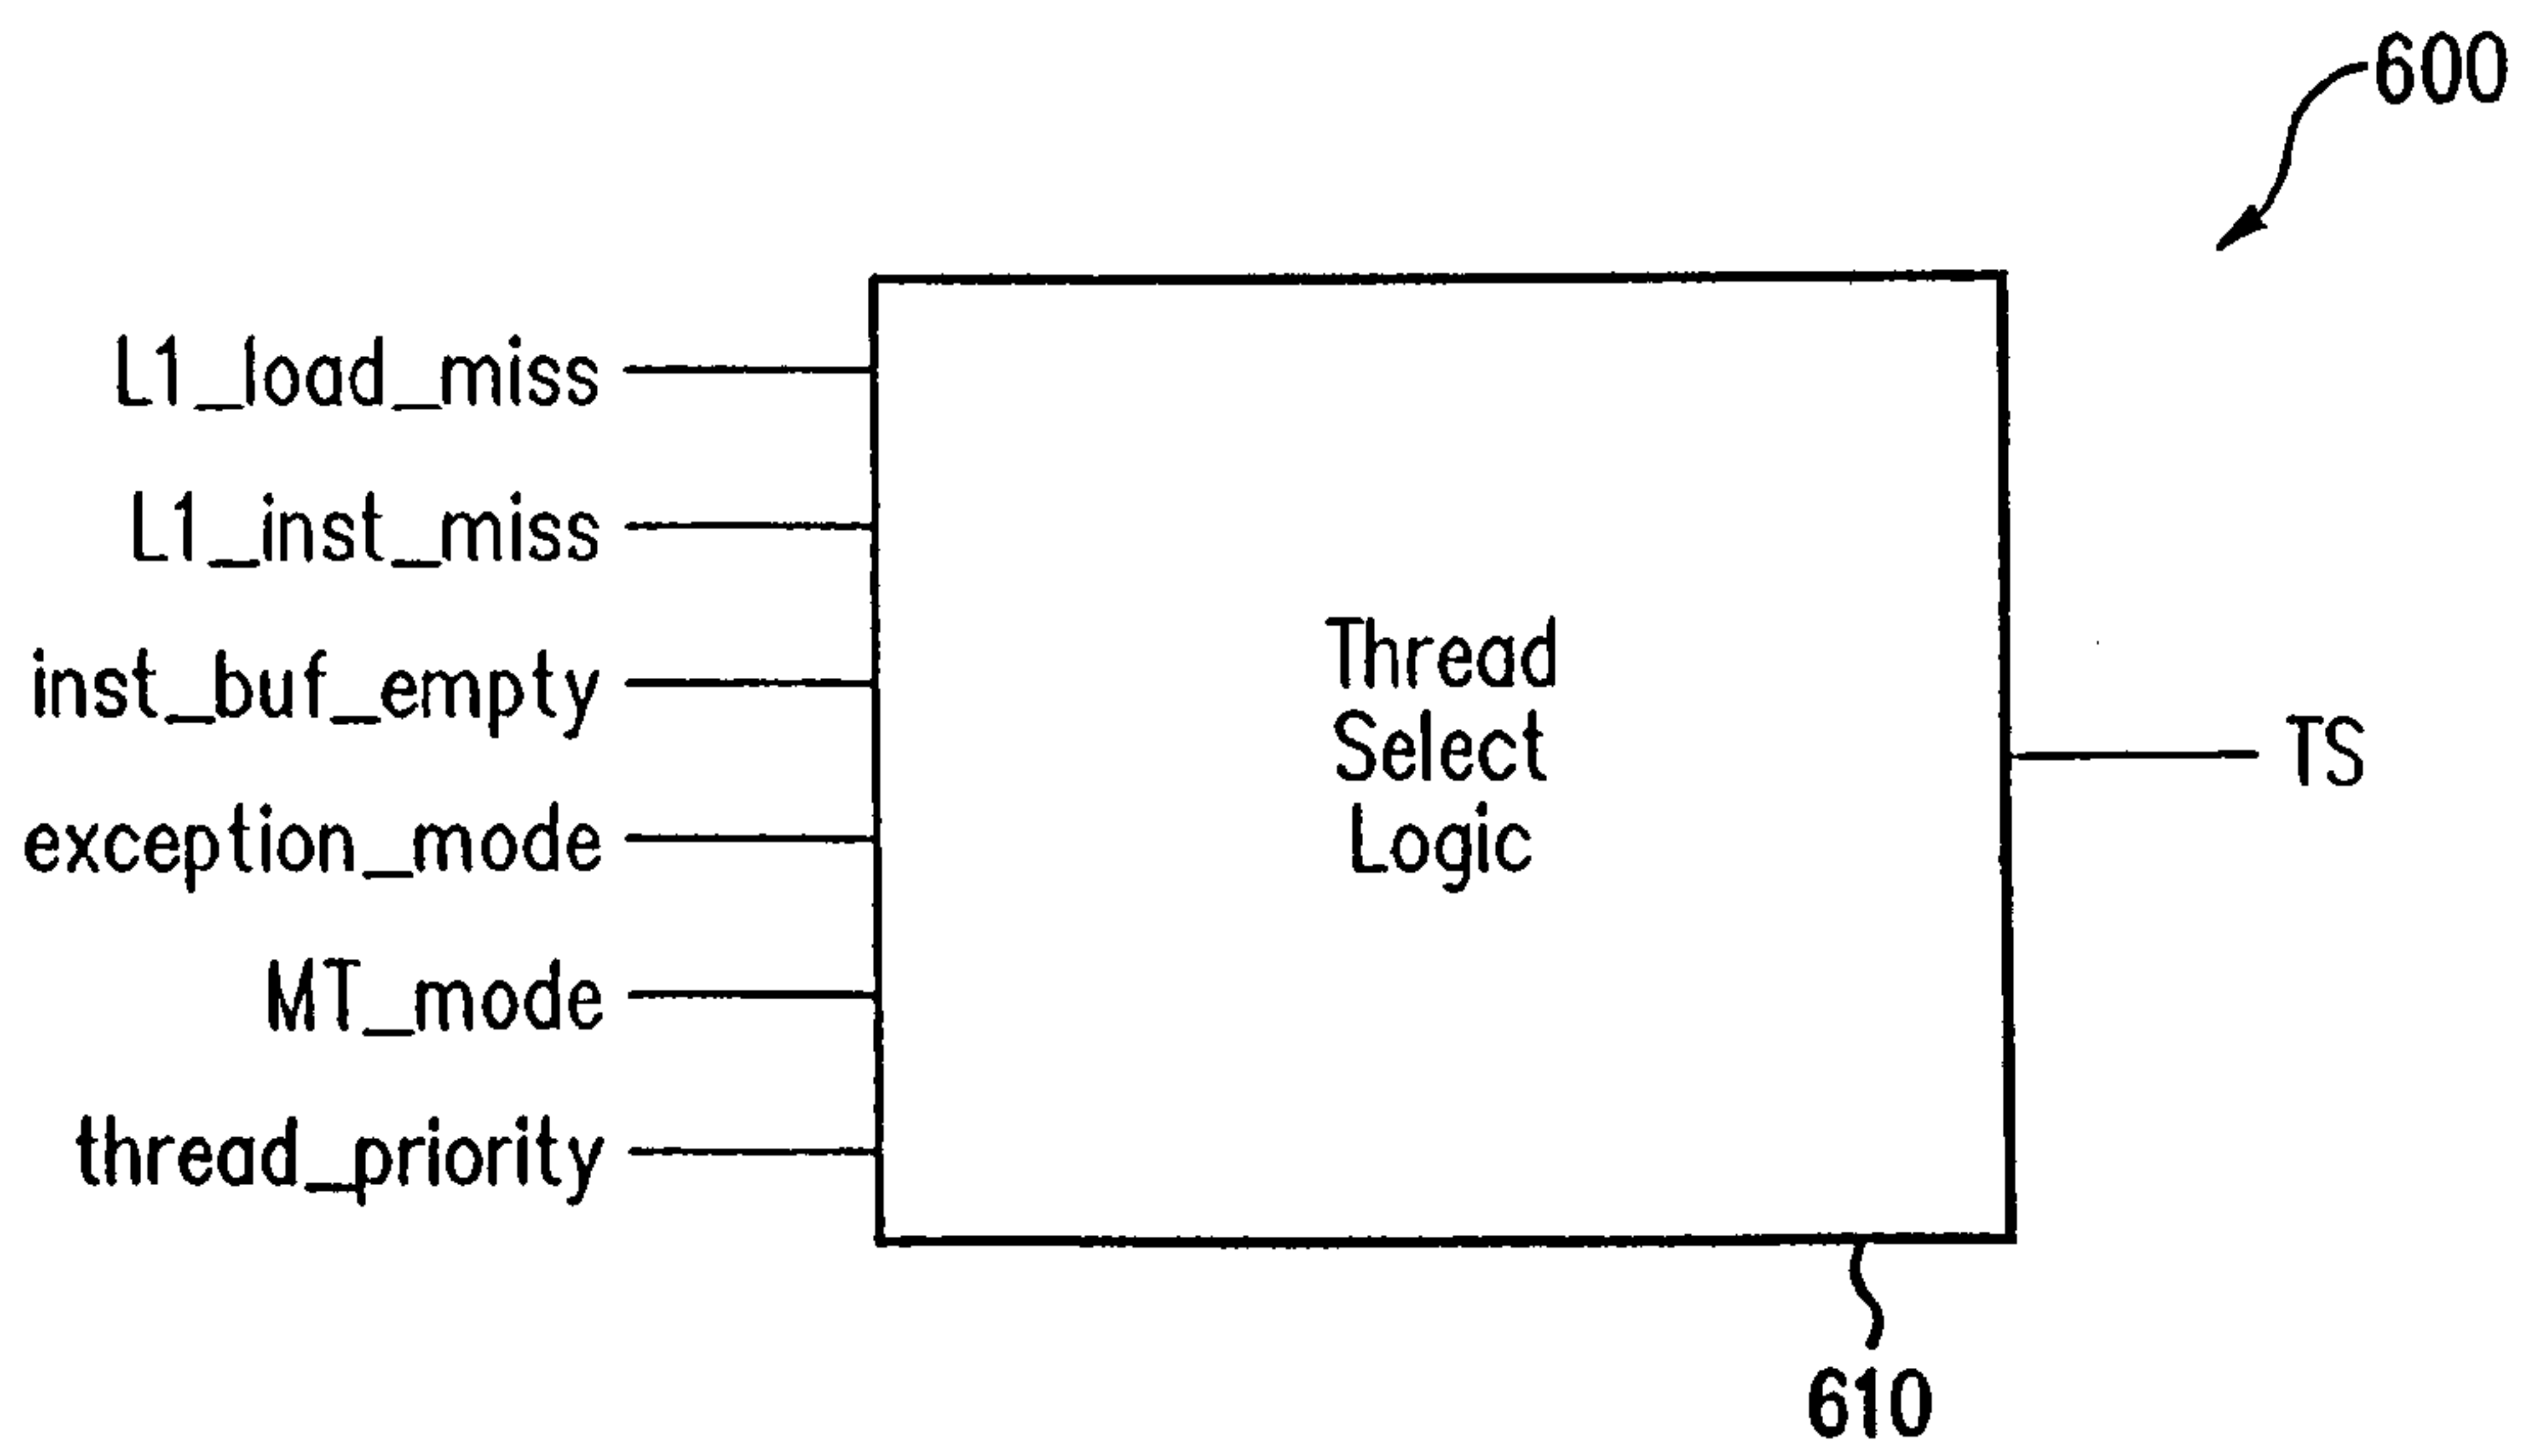 600
L1_load_miss
L1_inst_miss
inst_buf_empty
exception_mode
MT_mode
thread_priority
Thread
Select
Logic
TS
610